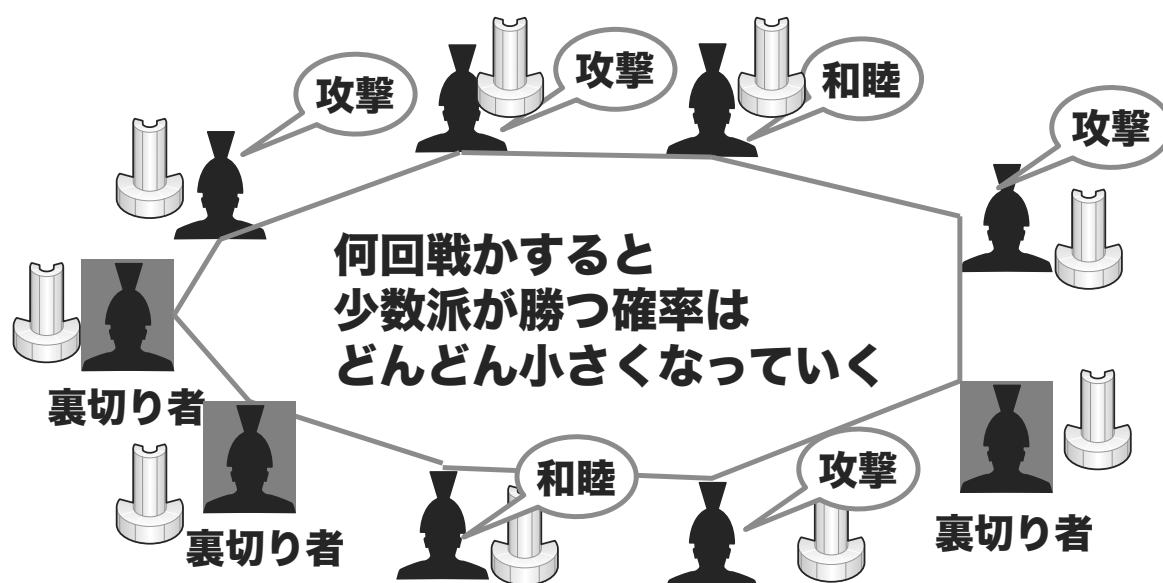 攻撃
攻撃
和睦
攻撃
何回戦かすると
少数派が勝つ確率は
どんどん小さくなっていく
裏切り者
裏切り者
和睦
攻撃
裏切り者